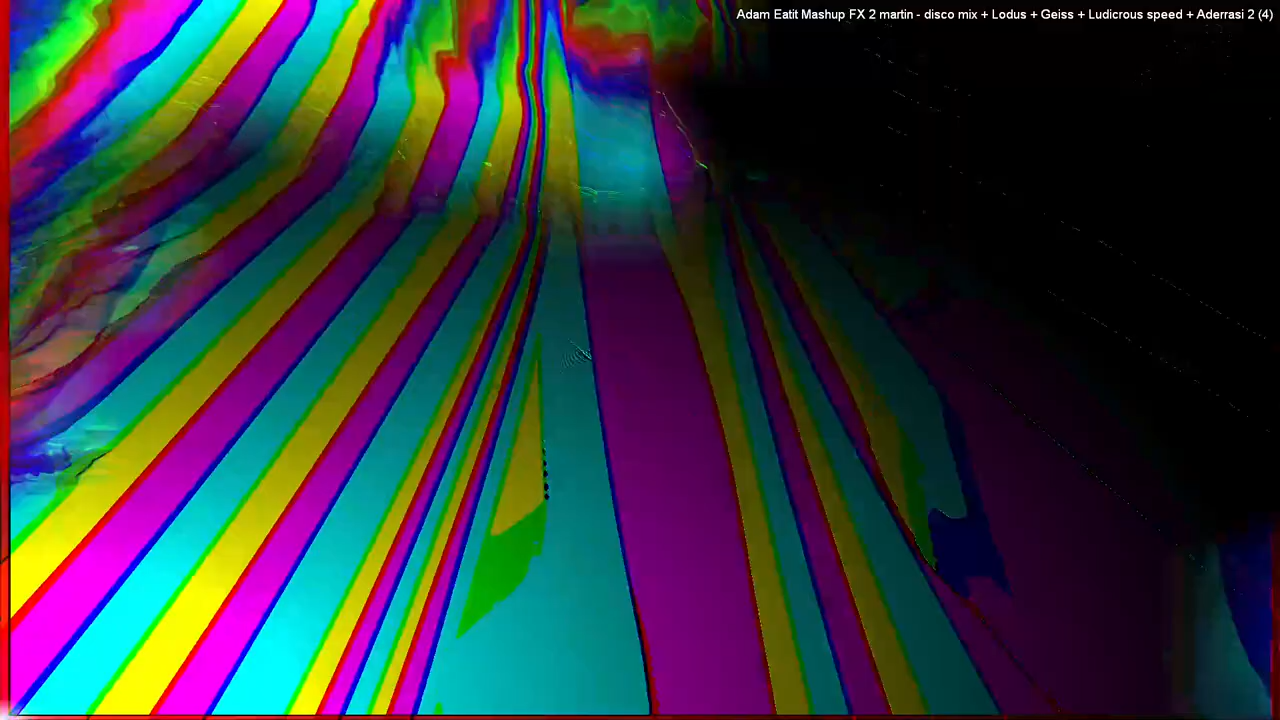 Adam Eatit Mashup FX 2 martin - disco mix + Lodus + Geiss + Ludicrous speed + Aderrasi 2 (4)